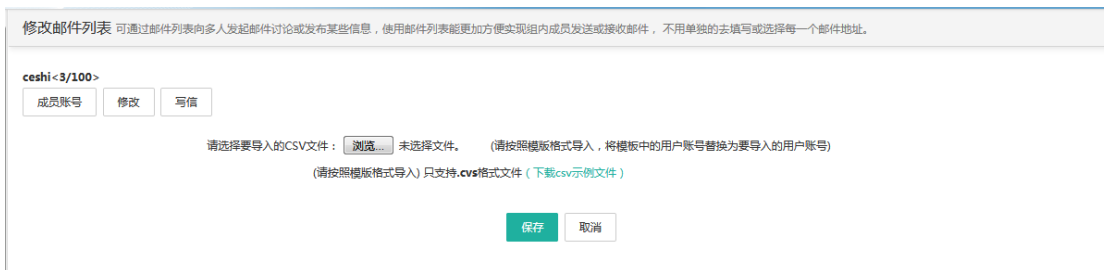 修改邮件列表 可通过邮件列表向多人发起邮件讨论或发布某些信息，使用邮件列表能更加方便实现组内成员发送或接收邮件， 不用单独的去填写或选择每一个邮件地址。
ceshi<3/100>
成员账号 修改 写信
请选择要导入的CSV文件： 浏览... 未选择文件。 (请按照模版格式导入，将模板中的用户账号替换为要导入的用户账号)
(请按照模版格式导入) 只支持.cvs格式文件（下载csv示例文件）
保存 取消